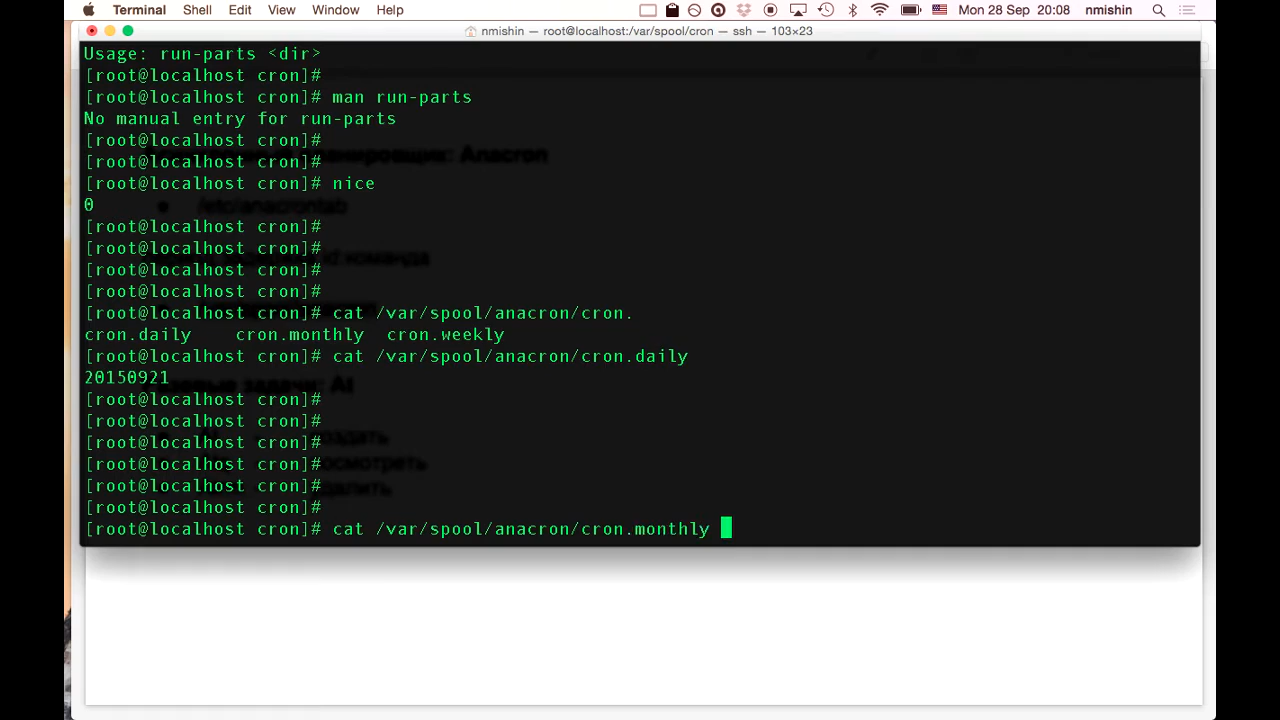 Terminal Shell Edit View Window Help Mon 28 Sep 20:08 nmishin
nmishin — root@localhost:/var/spool/cron — ssh — 103×23
Usage: run-parts <dir>
[root@localhost cron]#
[root@localhost cron]# man run-parts
No manual entry for run-parts
[root@localhost cron]#
[root@localhost cron]#
[root@localhost cron]# nice
0
[root@localhost cron]#
[root@localhost cron]#
[root@localhost cron]#
[root@localhost cron]#
[root@localhost cron]# cat /var/spool/anacron/cron.
cron.daily cron.monthly cron.weekly
[root@localhost cron]# cat /var/spool/anacron/cron.daily
20150921
[root@localhost cron]#
[root@localhost cron]#
[root@localhost cron]#
[root@localhost cron]#
[root@localhost cron]#
[root@localhost cron]#
[root@localhost cron]# cat /var/spool/anacron/cron.monthly
Anacron
/etc/anacrontab
id команда
At